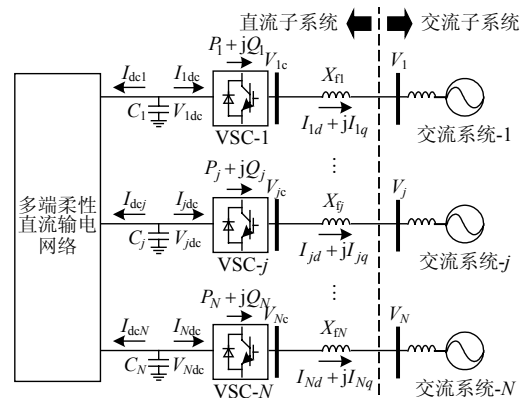 直流子系统 交流子系统
P1+jQ1
Idc1 I1dc V1c Xf1 V1
C1 V1dc I1d+jI1q
VSC-1 交流系统-1
⋮ ⋮
Pj+jQj
多端柔性
直流输电
网络
Idcj Ijdc Vjc Xfj Vj
Cj Vjdc Ijd+jIjq
VSC-j 交流系统-j
⋮ ⋮
PN+jQN
IdcN INdc VNc XfN VN
CN VNdc INd+jINq
VSC-N 交流系统-N